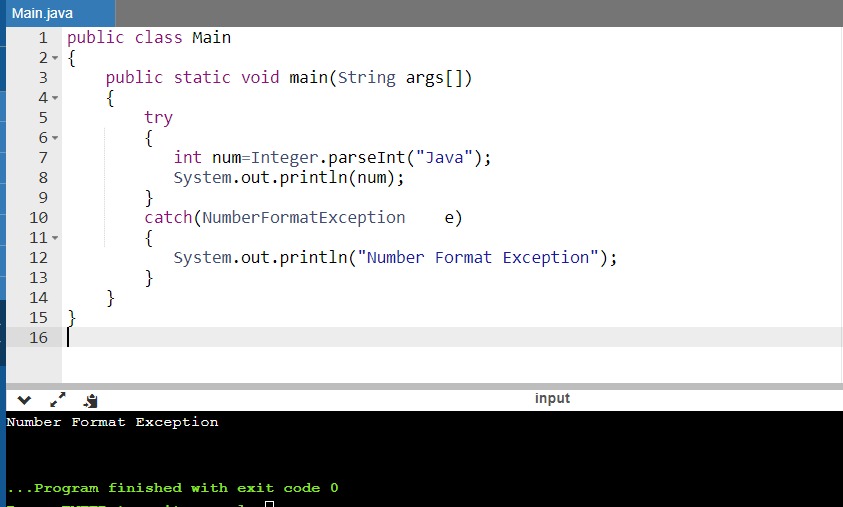 Main.java
1 public class Main
2 {
3 public static void main(String args[])
4 {
5 try
6 {
7 int num=Integer.parseInt("Java");
8 System.out.println(num);
9 }
10 catch(NumberFormatException e)
11 {
12 System.out.println("Number Format Exception");
13 }
14 }
15 }
16
input
Number Format Exception
...Program finished with exit code 0